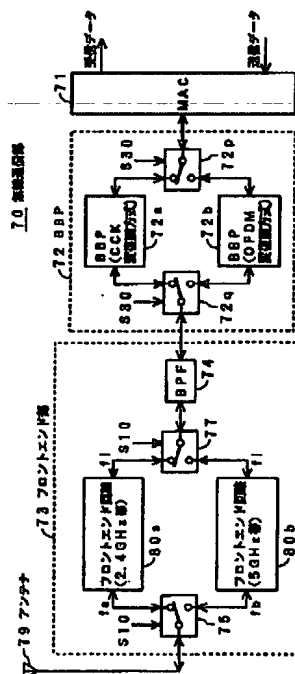 70 無線通信部
79 アンテナ
73 フロントエンド部
S10
75
fa
fb
フロントエンド回路
(2.4GHz帯)
80a
フロントエンド回路
(5GHz帯)
80b
fi
fi
S10
77
BPF
74
72 BBP
S30
72q
BBP
(CCK
変復調方式)
72a
BBP
(OFDM
変復調方式)
72b
S30
72p
71
MAC
受信データ
送信データ